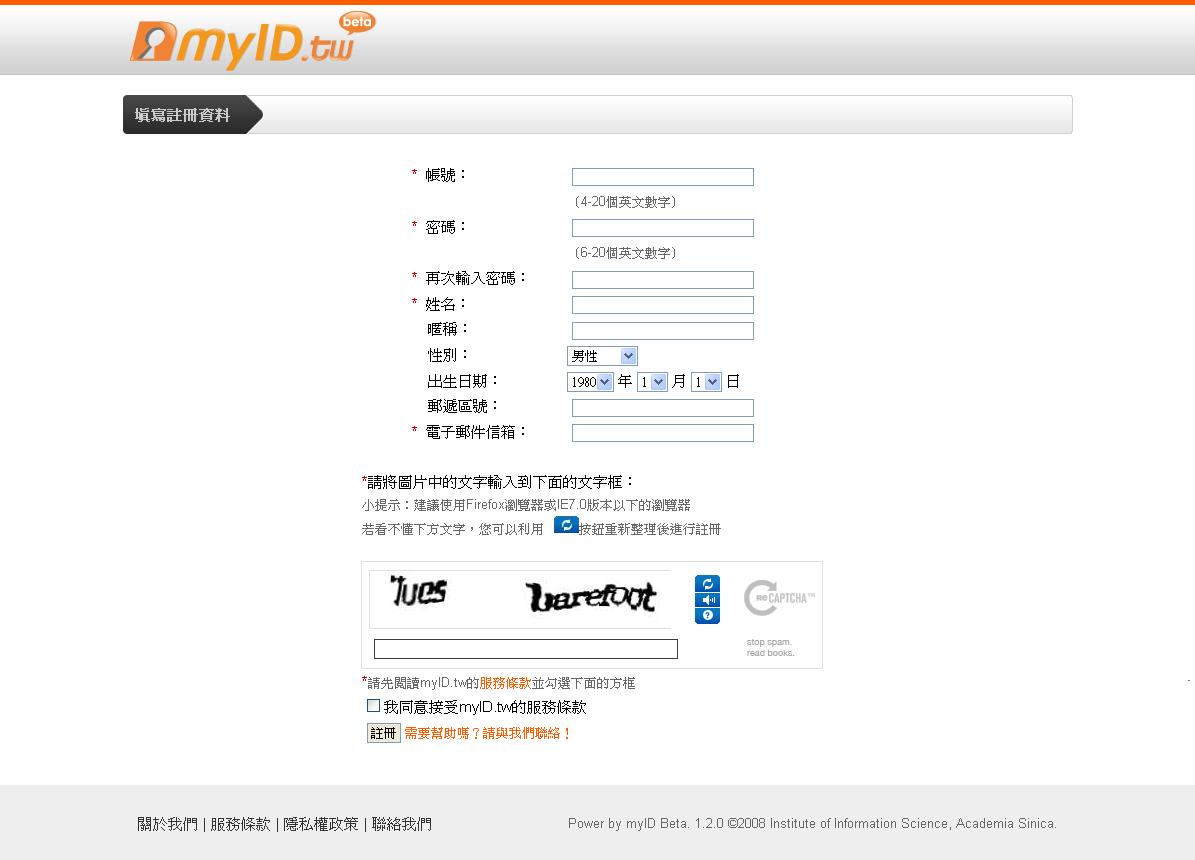 myID.tw beta
填寫註冊資料
* 帳號：
(4-20個英文數字)
* 密碼：
(6-20個英文數字)
* 再次輸入密碼：
* 姓名：
暱稱：
性別： 男性
出生日期： 1980 年 1 月 1 日
郵遞區號：
* 電子郵件信箱：
*請將圖片中的文字輸入到下面的文字框：
小提示：建議使用Firefox瀏覽器或IE7.0版本以下的瀏覽器
若看不懂下方文字，您可以利用 按鈕重新整理後進行註冊
Tues barefoot
reCAPTCHA™
stop spam.
read books.
*請先閱讀myID.tw的服務條款並勾選下面的方框
我同意接受myID.tw的服務條款
註冊 需要幫助嗎？請與我們聯絡！
關於我們 | 服務條款 | 隱私權政策 | 聯絡我們
Power by myID Beta. 1.2.0 ©2008 Institute of Information Science, Academia Sinica.